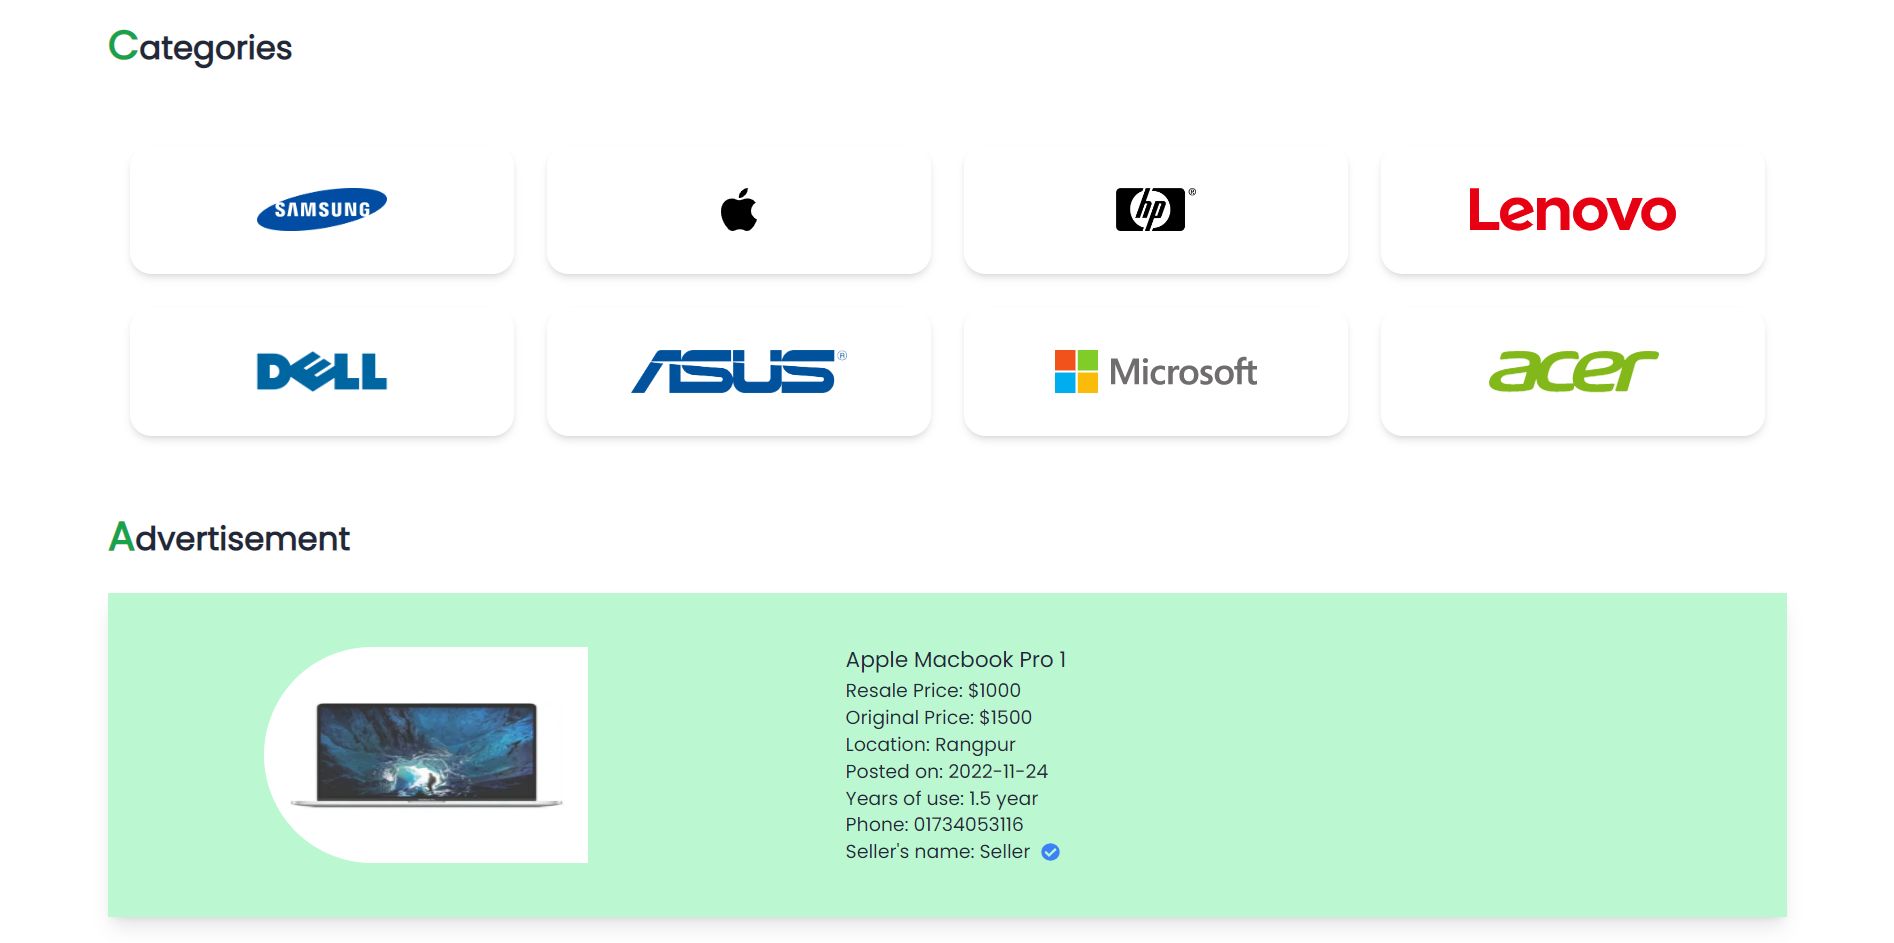 Categories
SAMSUNG
hp®
Lenovo
DELL
ASUS®
Microsoft
acer
Advertisement
Apple Macbook Pro 1
Resale Price: $1000
Original Price: $1500
Location: Rangpur
Posted on: 2022-11-24
Years of use: 1.5 year
Phone: 01734053116
Seller's name: Seller